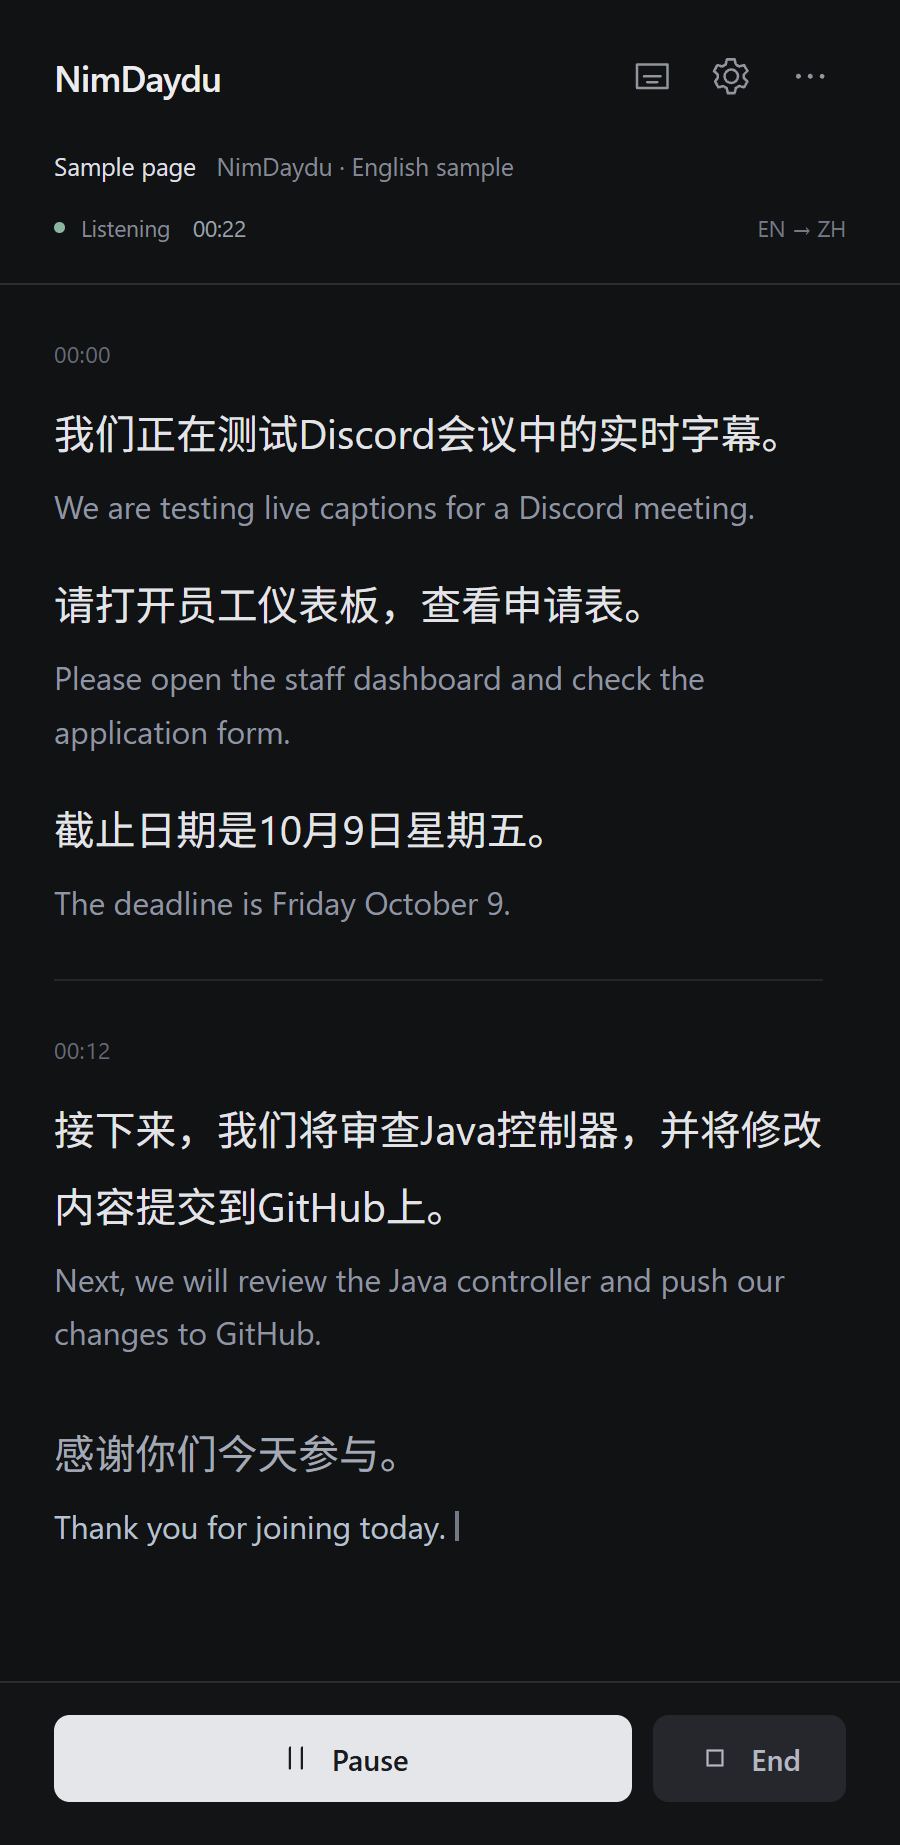 NimDaydu
Sample page NimDaydu · English sample
Listening 00:22 EN → ZH
00:00
我们正在测试Discord会议中的实时字幕。
We are testing live captions for a Discord meeting.
请打开员工仪表板，查看申请表。
Please open the staff dashboard and check the
application form.
截止日期是10月9日星期五。
The deadline is Friday October 9.
00:12
接下来，我们将审查Java控制器，并将修改
内容提交到GitHub上。
Next, we will review the Java controller and push our
changes to GitHub.
感谢你们今天参与。
Thank you for joining today.
Pause End